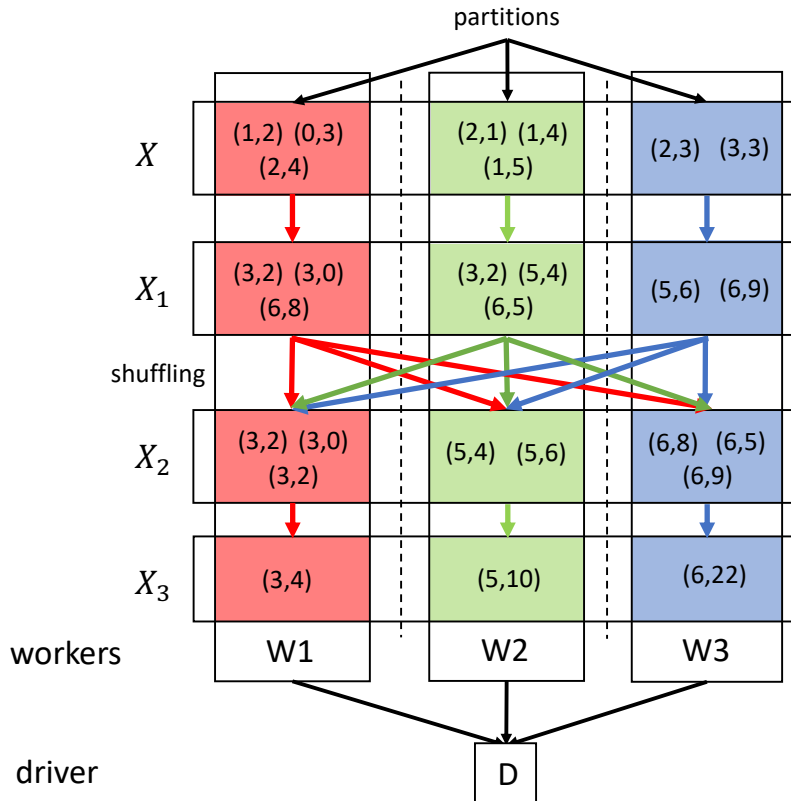 partitions
(1,2) (0,3)
(2,4)
(2,1) (1,4)
(1,5)
(2,3) (3,3)
X
(3,2) (3,0)
(6,8)
(3,2) (5,4)
(6,5)
(5,6) (6,9)
X₁
shuffling
(3,2) (3,0)
(3,2)
(5,4) (5,6)
(6,8) (6,5)
(6,9)
X₂
(3,4)
(5,10)
(6,22)
X₃
workers
W1
W2
W3
driver
D